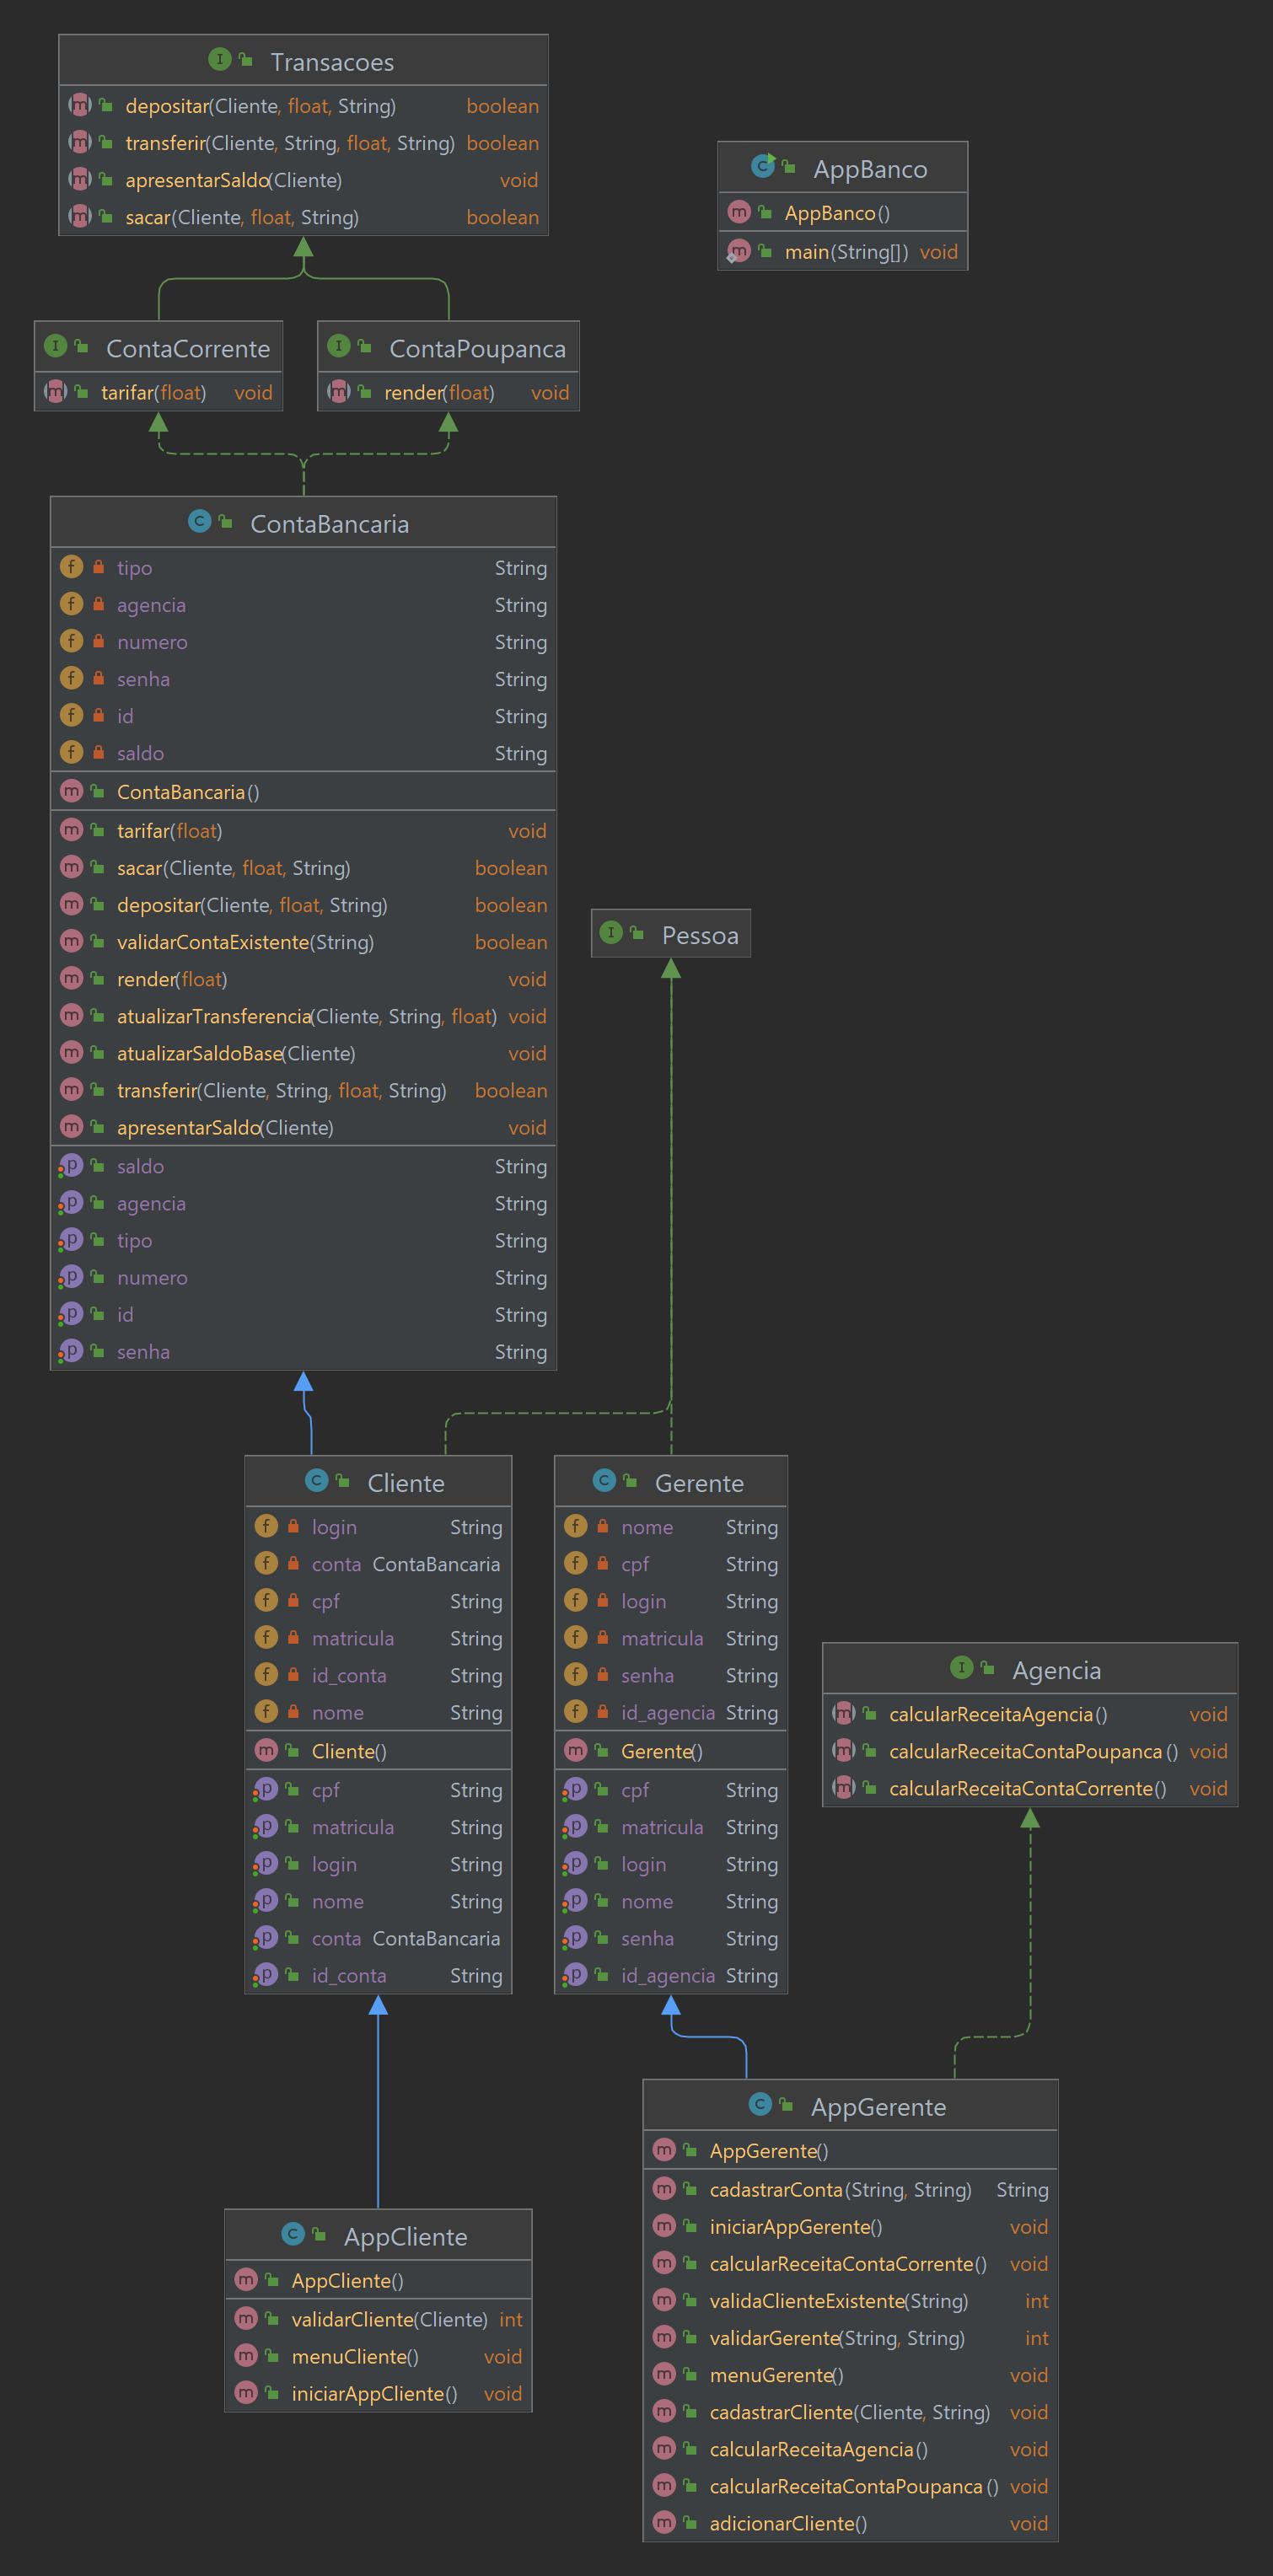 Transacoes
depositar(Cliente, float, String) boolean
transferir(Cliente, String, float, String) boolean
apresentarSaldo(Cliente) void
sacar(Cliente, float, String) boolean
AppBanco
AppBanco()
main(String[]) void
ContaCorrente
tarifar(float) void
ContaPoupanca
render(float) void
ContaBancaria
tipo String
agencia String
numero String
senha String
id String
saldo String
ContaBancaria()
tarifar(float) void
sacar(Cliente, float, String) boolean
depositar(Cliente, float, String) boolean
validarContaExistente(String) boolean
render(float) void
atualizarTransferencia(Cliente, String, float) void
atualizarSaldoBase(Cliente) void
transferir(Cliente, String, float, String) boolean
apresentarSaldo(Cliente) void
saldo String
agencia String
tipo String
numero String
id String
senha String
Pessoa
Cliente
login String
conta ContaBancaria
cpf String
matricula String
id_conta String
nome String
Cliente()
cpf String
matricula String
login String
nome String
conta ContaBancaria
id_conta String
Gerente
nome String
cpf String
login String
matricula String
senha String
id_agencia String
Gerente()
cpf String
matricula String
login String
nome String
senha String
id_agencia String
Agencia
calcularReceitaAgencia() void
calcularReceitaContaPoupanca() void
calcularReceitaContaCorrente() void
AppCliente
AppCliente()
validarCliente(Cliente) int
menuCliente() void
iniciarAppCliente() void
AppGerente
AppGerente()
cadastrarConta(String, String) String
iniciarAppGerente() void
calcularReceitaContaCorrente() void
validaClienteExistente(String) int
validarGerente(String, String) int
menuGerente() void
cadastrarCliente(Cliente, String) void
calcularReceitaAgencia() void
calcularReceitaContaPoupanca() void
adicionarCliente() void